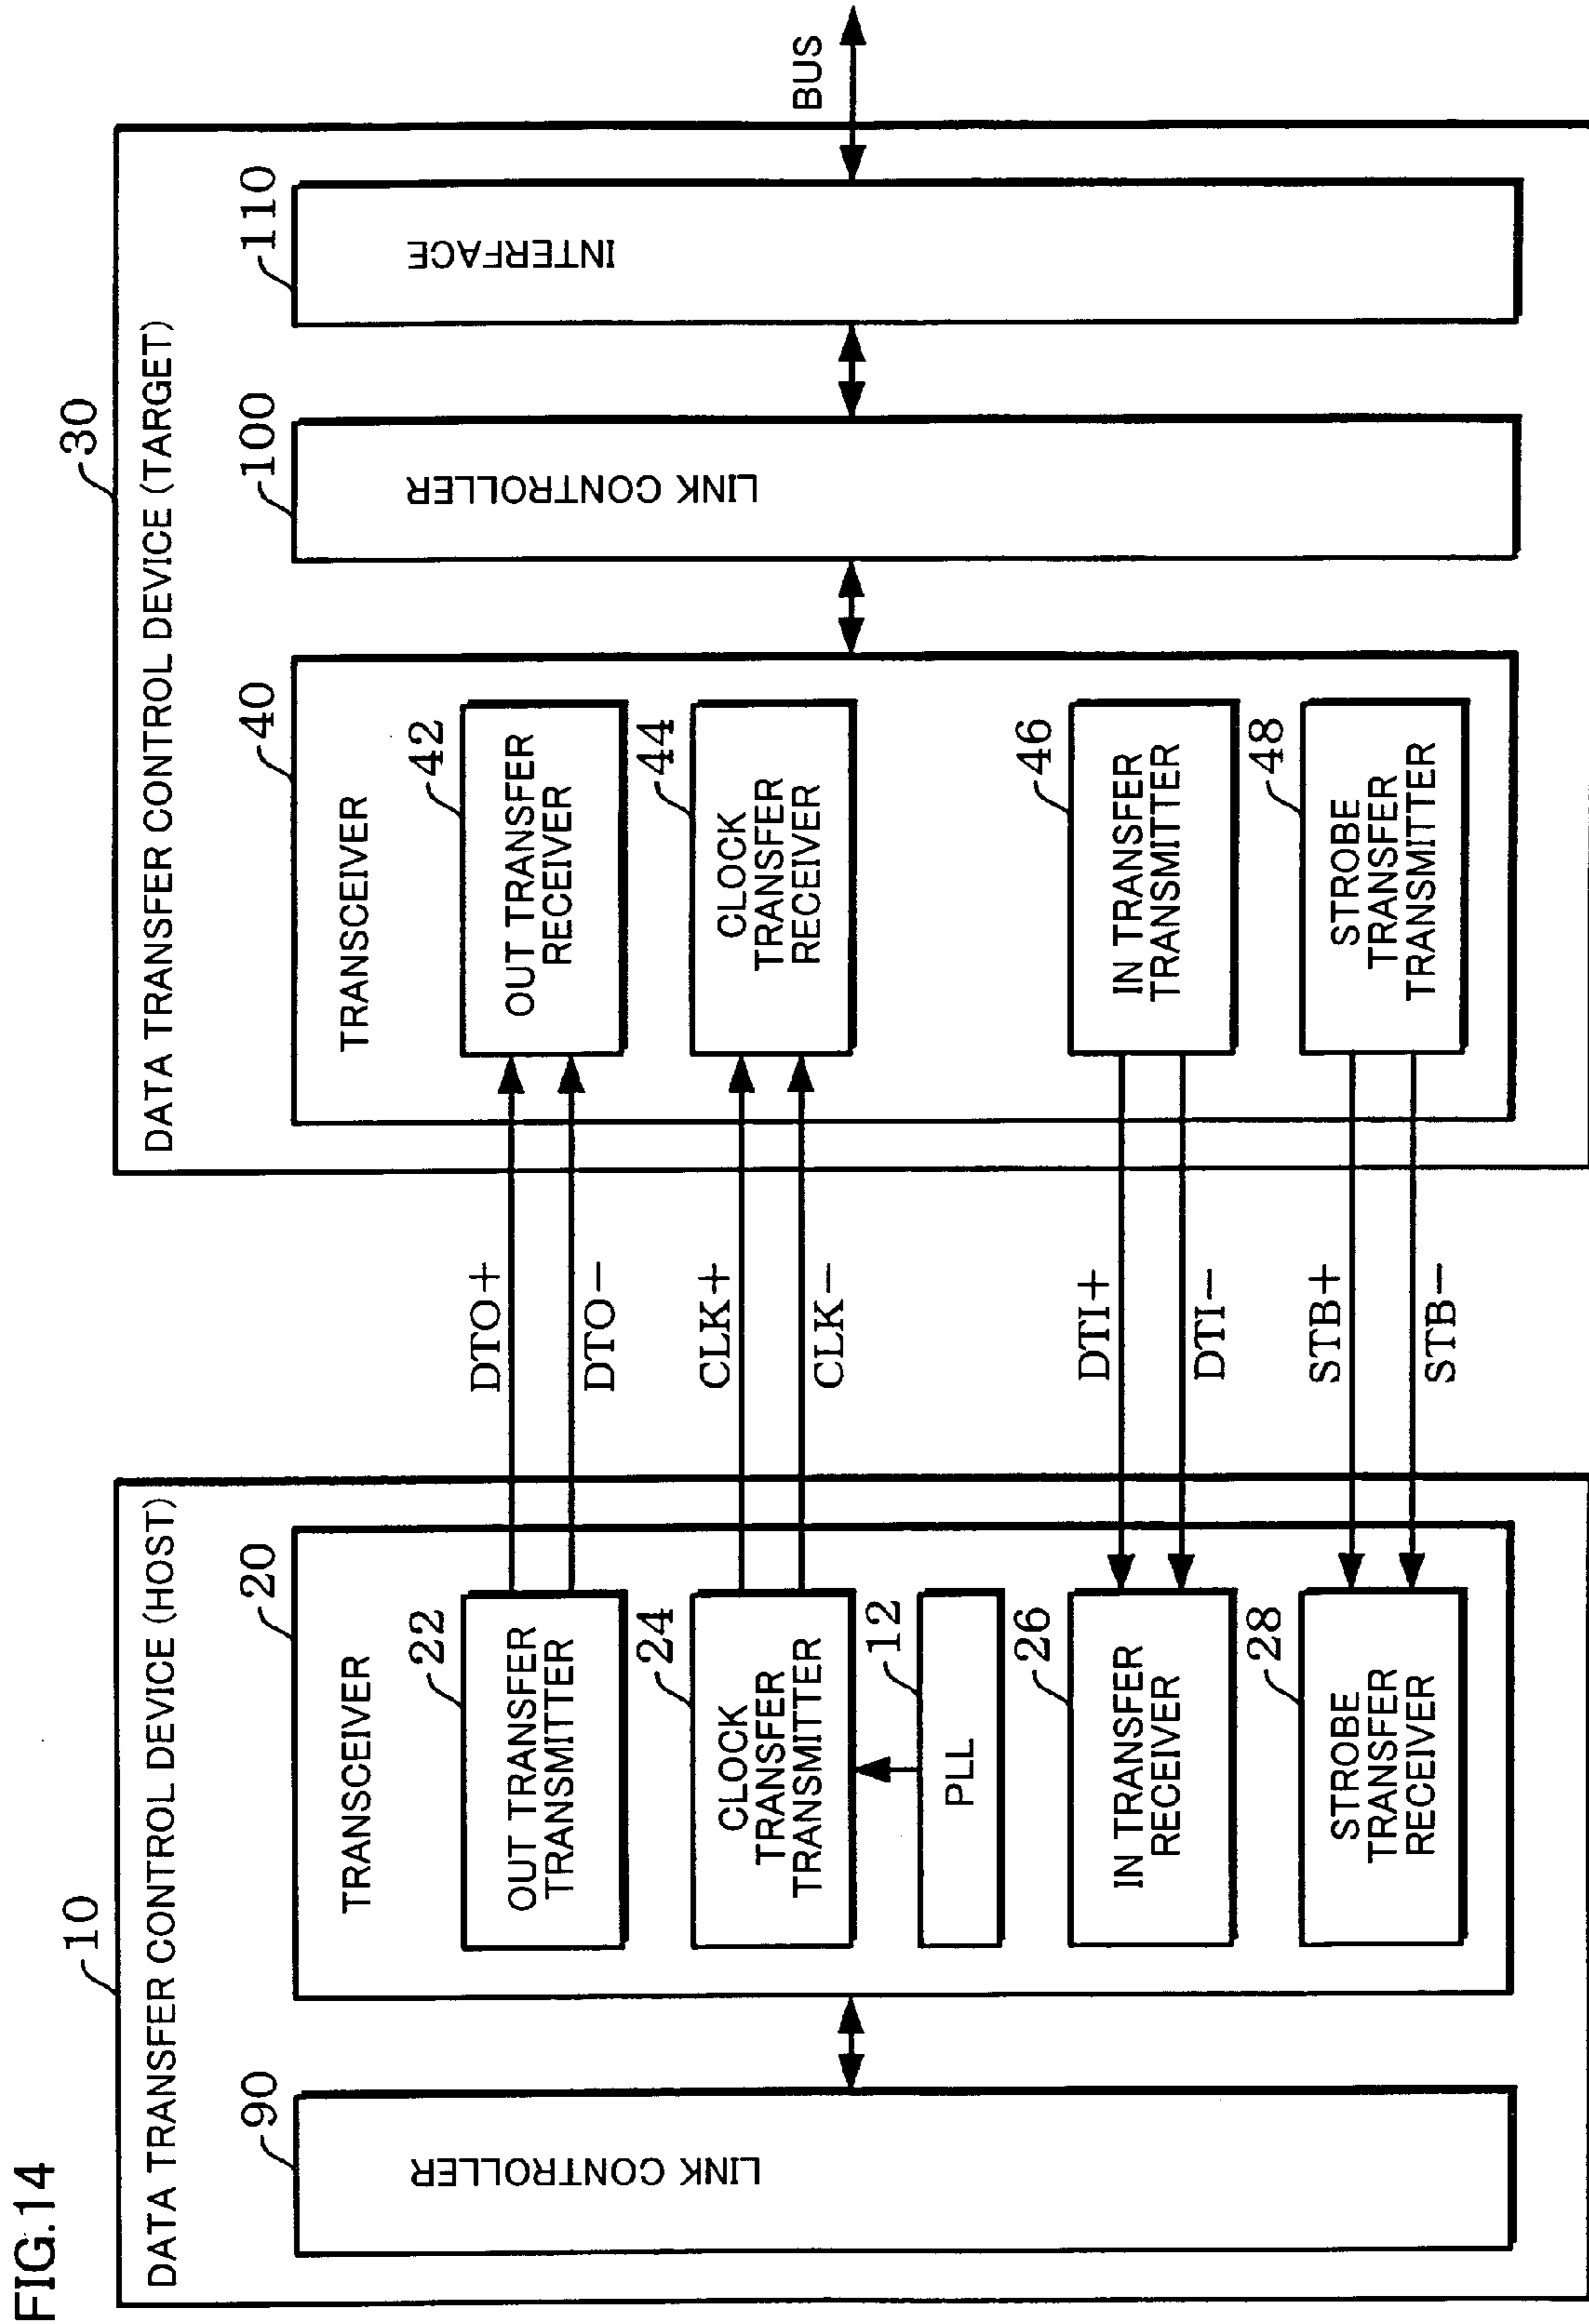 FIG.14
10
DATA TRANSFER CONTROL DEVICE (HOST)
90
LINK CONTROLLER
20
TRANSCEIVER
22
OUT TRANSFER
TRANSMITTER
24
CLOCK
TRANSFER
TRANSMITTER
12
PLL
26
IN TRANSFER
RECEIVER
28
STROBE
TRANSFER
RECEIVER
DTO+
DTO−
CLK+
CLK−
DTI+
DTI−
STB+
STB−
30
DATA TRANSFER CONTROL DEVICE (TARGET)
40
TRANSCEIVER
42
OUT TRANSFER
RECEIVER
44
CLOCK
TRANSFER
RECEIVER
46
IN TRANSFER
TRANSMITTER
48
STROBE
TRANSFER
TRANSMITTER
100
LINK CONTROLLER
110
INTERFACE
BUS